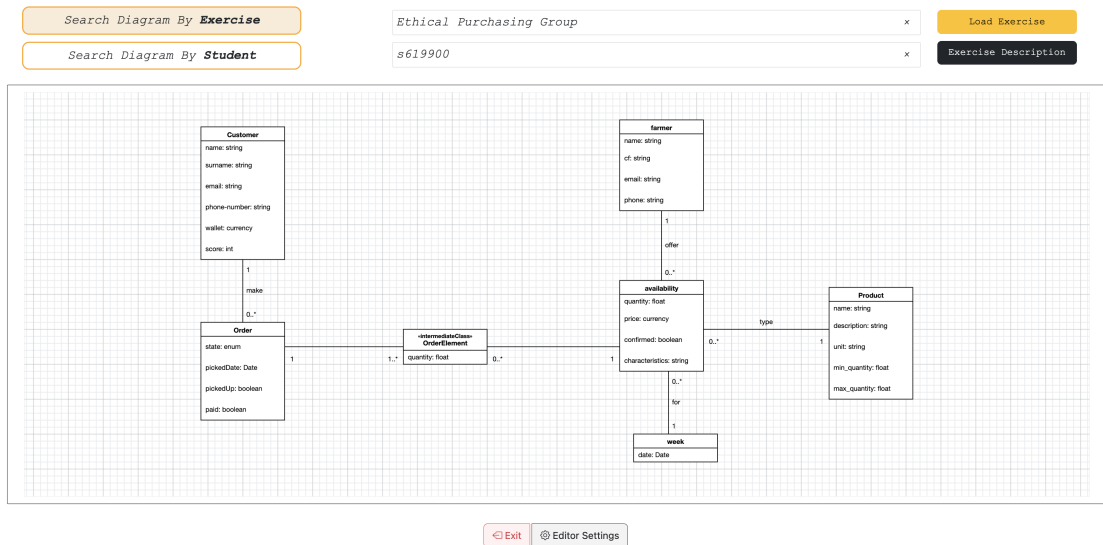 Search Diagram By Exercise
Ethical Purchasing Group
×
Load Exercise
Search Diagram By Student
s619900
×
Exercise Description
Customer
name: string
surname: string
email: string
phone-number: string
wallet: currency
score: int
1
make
0..*
Order
state: enum
pickedDate: Date
pickedUp: boolean
paid: boolean
1
1..*
«intermediateClass»
OrderElement
quantity: float
0..*
1
farmer
name: string
cf: string
email: string
phone: string
1
offer
0..*
availability
quantity: float
price: currency
confirmed: boolean
characteristics: string
type
0..*
1
Product
name: string
description: string
unit: string
min_quantity: float
max_quantity: float
0..*
for
1
week
date: Date
Exit
Editor Settings